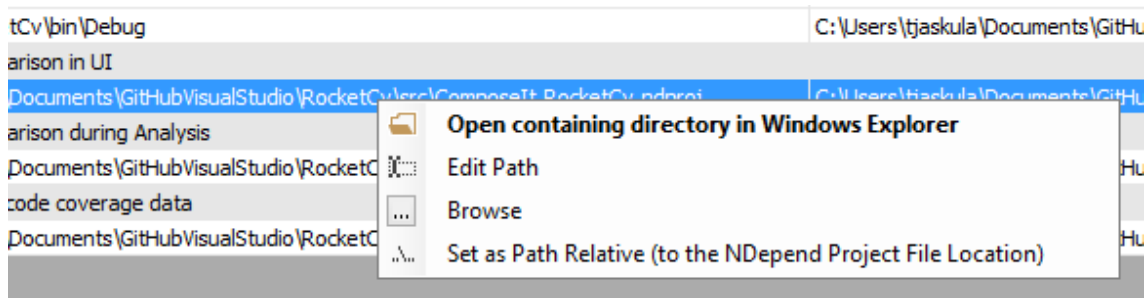 tCv\bin\Debug C:\Users\tjaskula\Documents\GitHu
arison in UI
Documents\GitHubVisualStudio\RocketCv\src\ComposeIt.RocketCv.ndproj C:\Users\tjaskula\Documents\GitHu
Open containing directory in Windows Explorer
arison during Analysis
Edit Path
Documents\GitHubVisualStudio\RocketC Hu
code coverage data
... Browse
Documents\GitHubVisualStudio\RocketC Hu
..\.. Set as Path Relative (to the NDepend Project File Location)